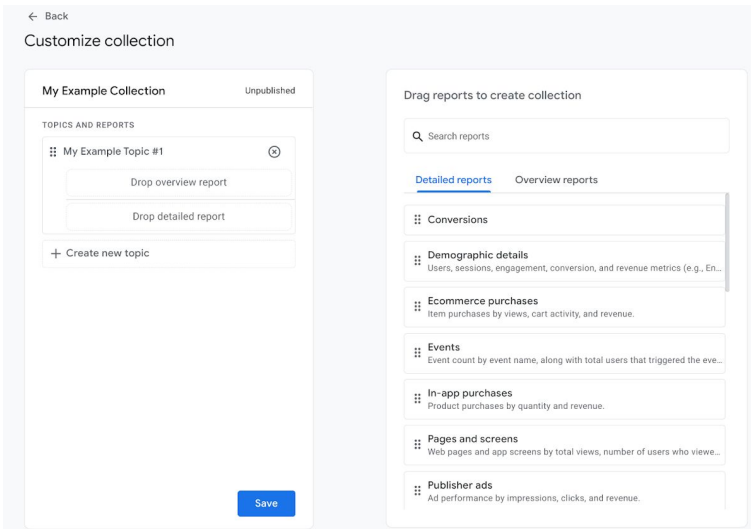 Back
Customize collection
My Example Collection
Unpublished
TOPICS AND REPORTS
My Example Topic #1
Drop overview report
Drop detailed report
Create new topic
Save
Drag reports to create collection
Search reports
Detailed reports
Overview reports
Conversions
Demographic details
Users, sessions, engagement, conversion, and revenue metrics (e.g., En...
Ecommerce purchases
Item purchases by views, cart activity, and revenue.
Events
Event count by event name, along with total users that triggered the eve...
In-app purchases
Product purchases by quantity and revenue.
Pages and screens
Web pages and app screens by total views, number of users who viewe...
Publisher ads
Ad performance by impressions, clicks, and revenue.